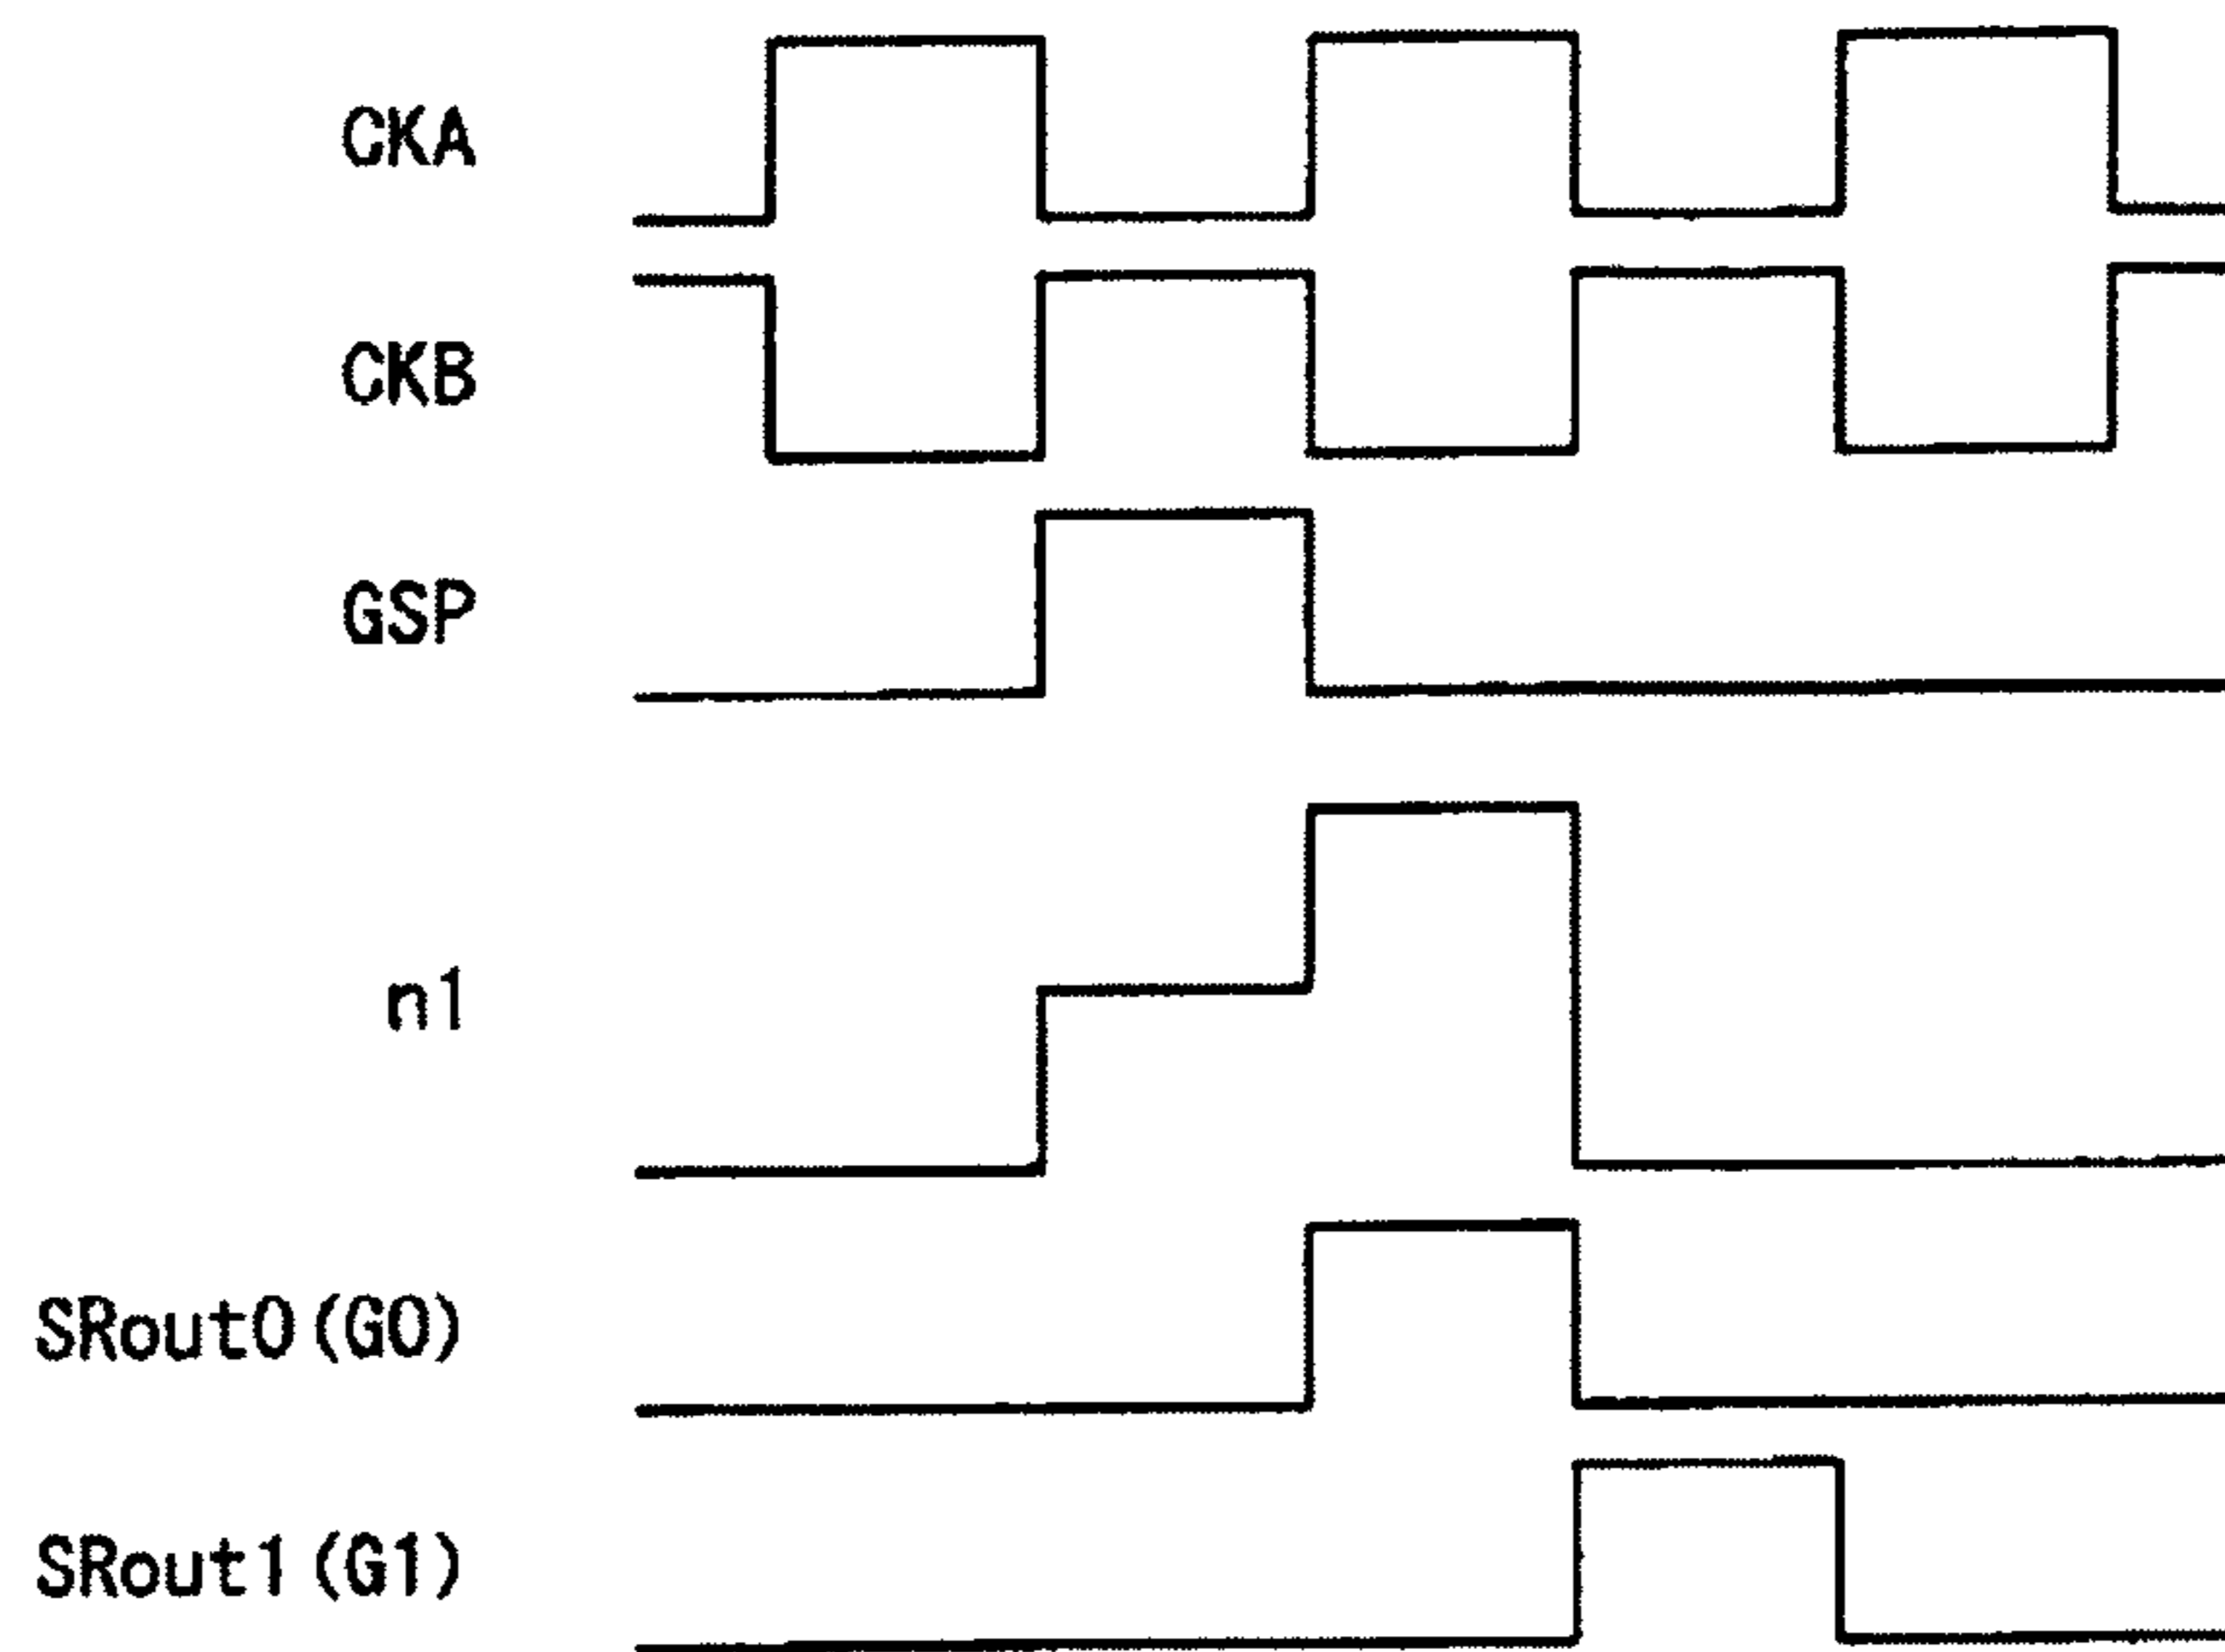 CKA
CKB
GSP
n1
SRout0(G0)
SRout1(G1)